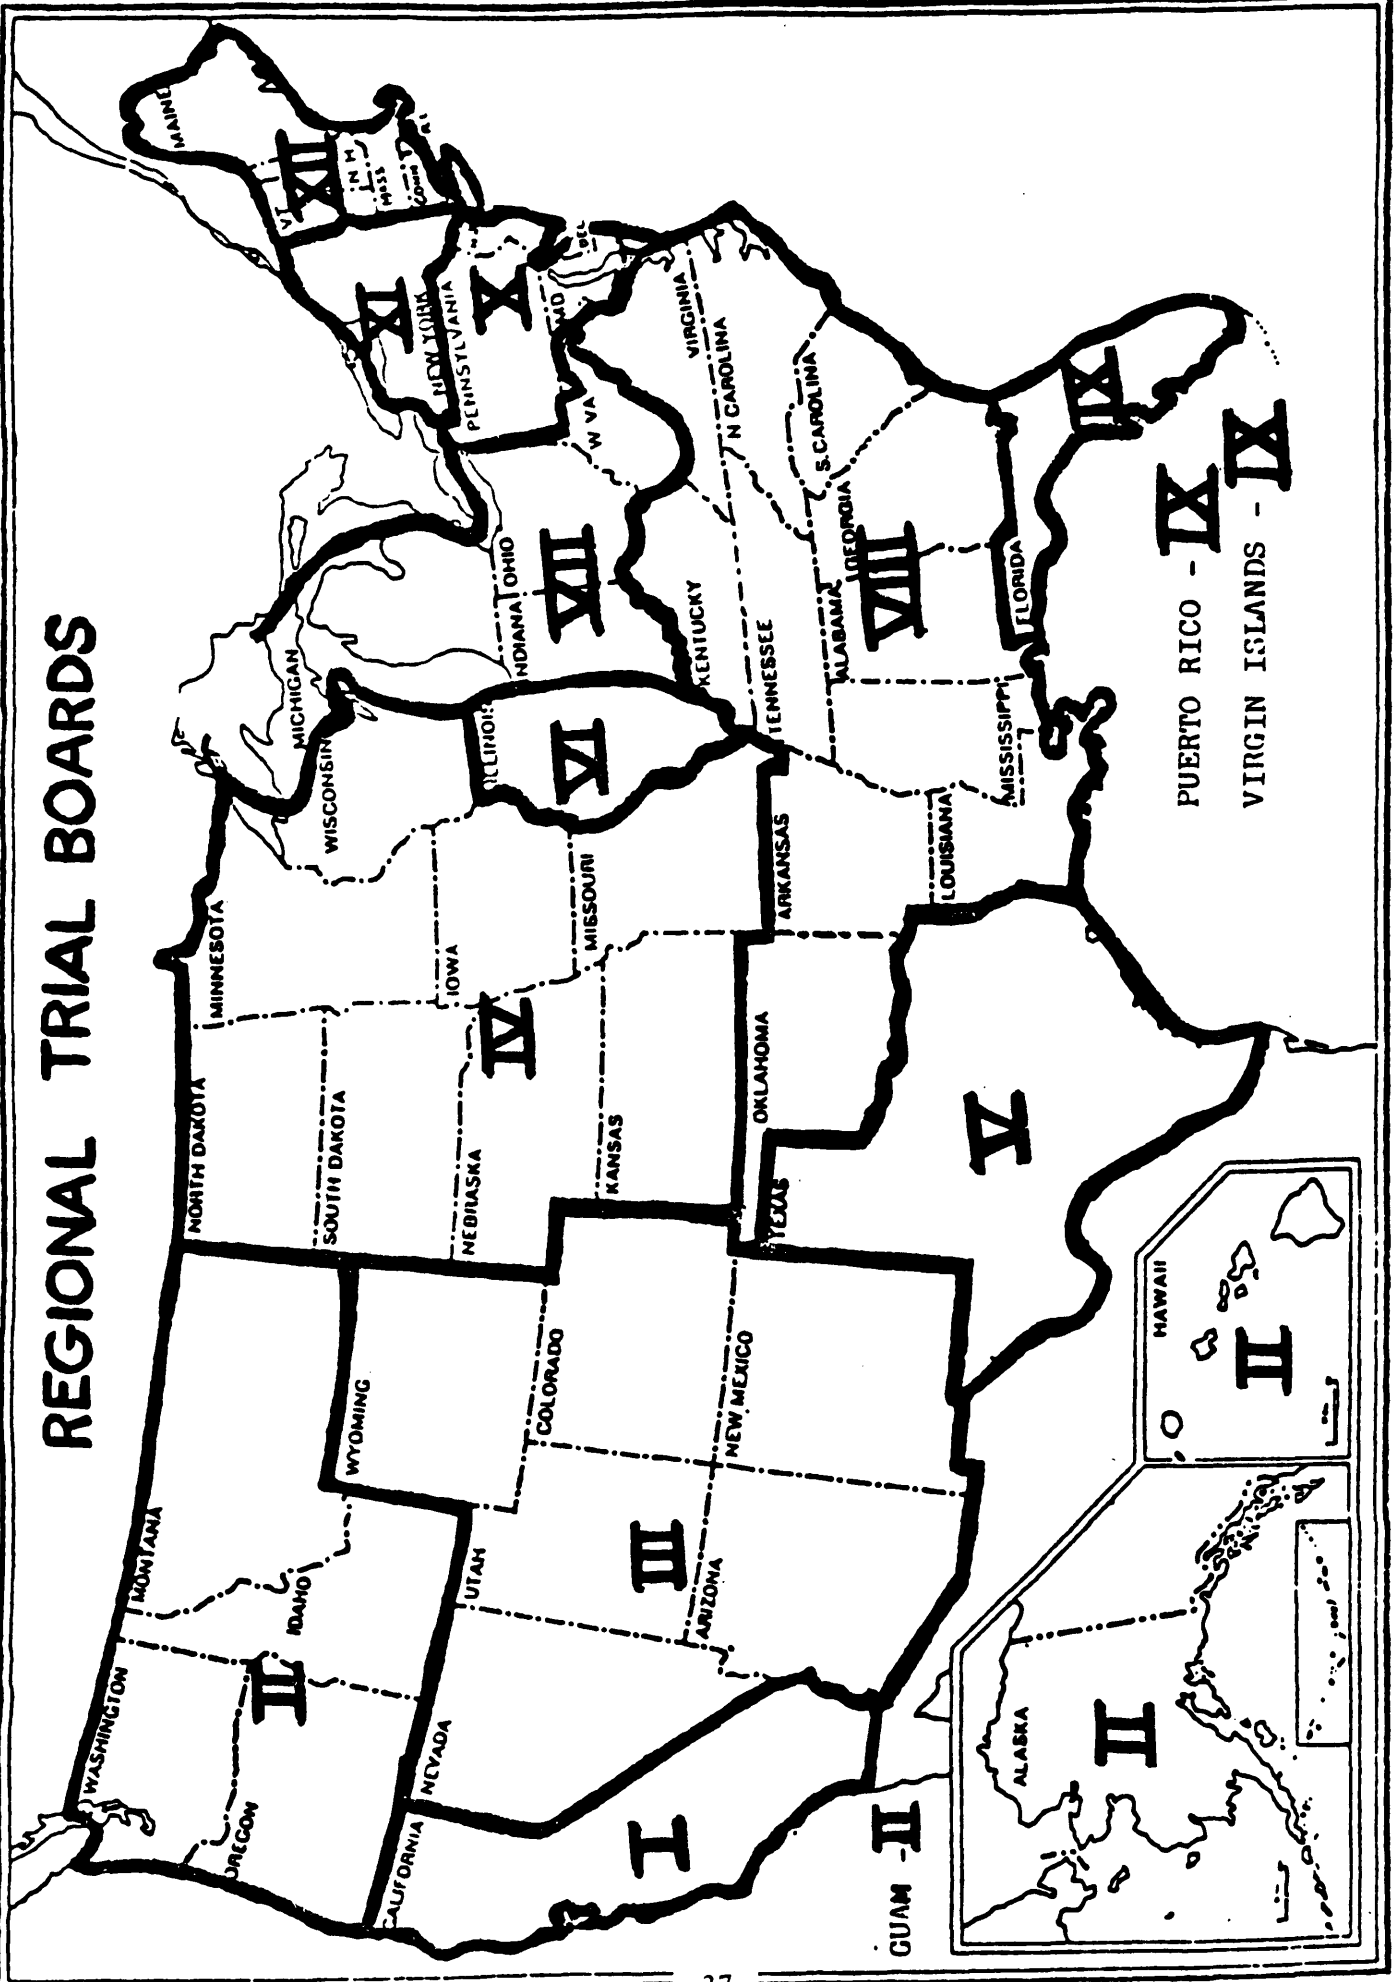 REGIONAL TRIAL BOARDS
WASHINGTON
MONTANA
NORTH DAKOTA
MINNESOTA
WISCONSIN
MICHIGAN
MAINE
VT
XII
N H
MASS
CONN
R.I.
OREGON
II
IDAHO
WYOMING
SOUTH DAKOTA
NEW YORK
XI
CALIFORNIA
NEVADA
UTAH
COLORADO
NEBRASKA
IV
IOWA
ILLINOIS
VI
INDIANA
OHIO
VII
PENNSYLVANIA
X
MD
DEL
W VA
I
III
ARIZONA
NEW MEXICO
KANSAS
MISSOURI
KENTUCKY
VIRGINIA
TEXAS
OKLAHOMA
ARKANSAS
TENNESSEE
N CAROLINA
S. CAROLINA
V
LOUISIANA
MISSISSIPPI
ALABAMA
GEORGIA
VIII
FLORIDA
IX
GUAM - II
ALASKA
II
HAWAII
II
PUERTO RICO - IX
VIRGIN ISLANDS - IX